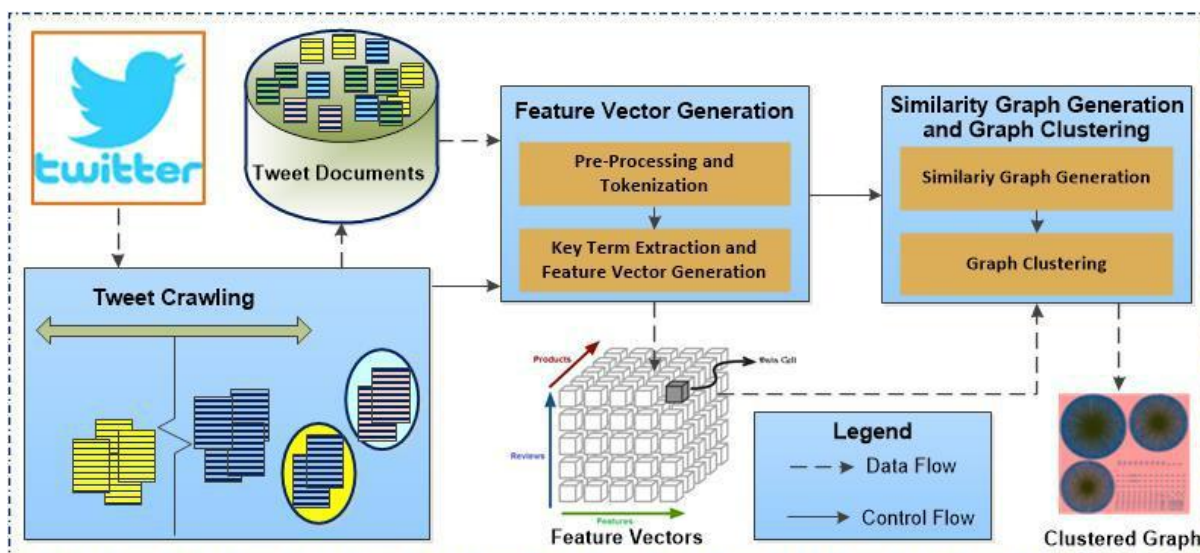 twitter
Tweet Documents
Tweet Crawling
Feature Vector Generation
Pre-Processing and
Tokenization
Key Term Extraction and
Feature Vector Generation
Similarity Graph Generation
and Graph Clustering
Similariy Graph Generation
Graph Clustering
Products
Data Cell
Reviews
Features
Feature Vectors
Legend
Data Flow
Control Flow
Clustered Graph